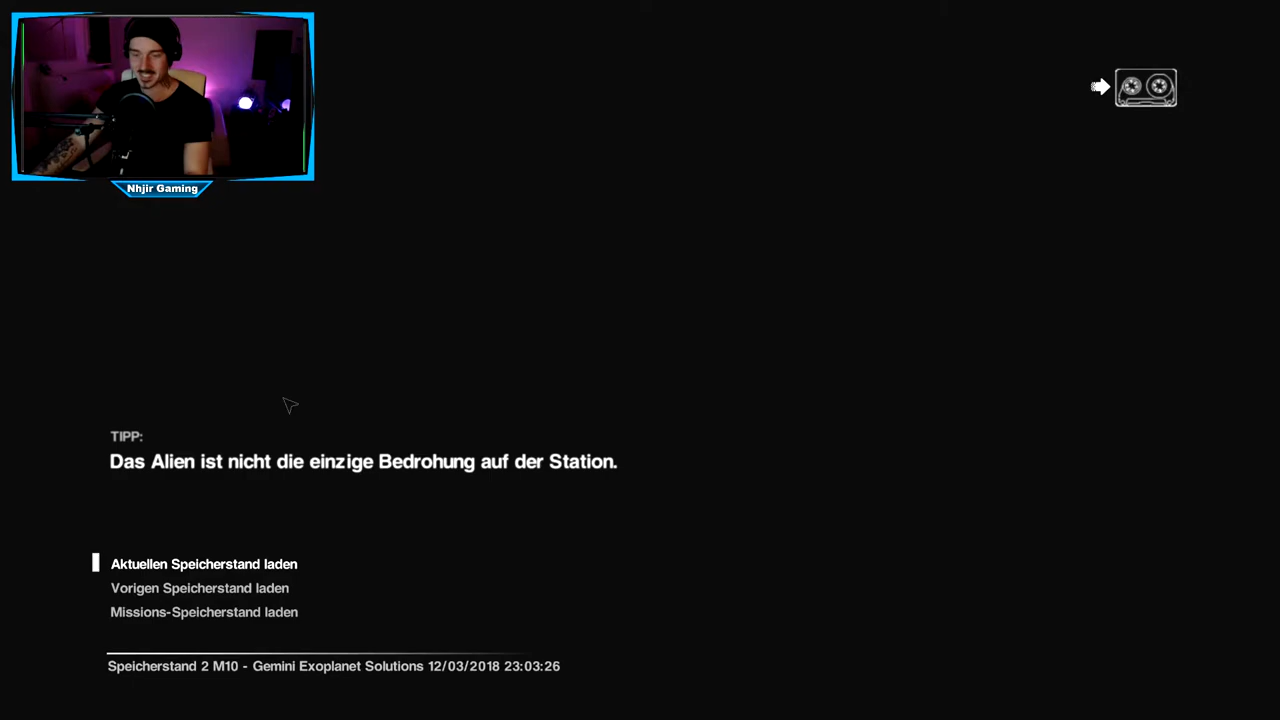 Nhjir Gaming
TIPP:
Das Alien ist nicht die einzige Bedrohung auf der Station.
Aktuellen Speicherstand laden
Vorigen Speicherstand laden
Missions-Speicherstand laden
Speicherstand 2 M10 - Gemini Exoplanet Solutions 12/03/2018 23:03:26